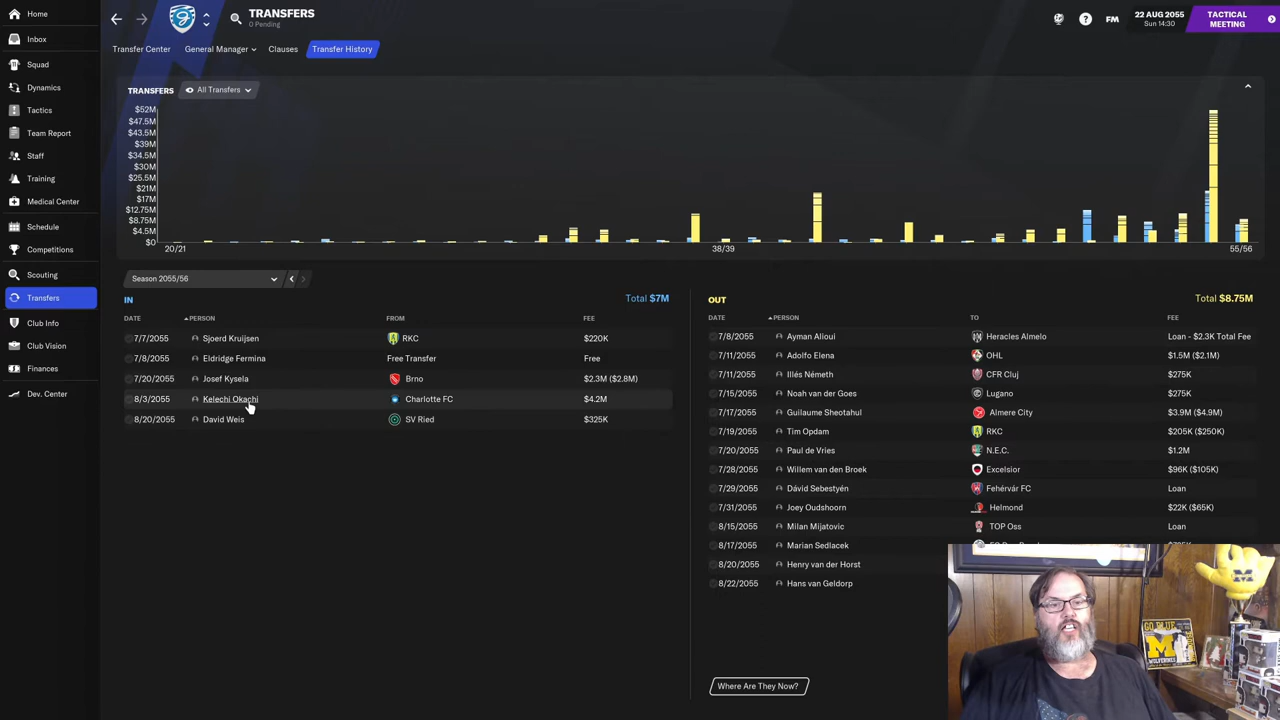 Home
Inbox
Squad
Dynamics
Tactics
Team Report
Staff
Training
Medical Center
Schedule
Competitions
Scouting
Transfers
Club Info
Club Vision
Finances
Dev. Center
TRANSFERS
0 Pending
FM
22 AUG 2055
Sun 14:30
TACTICAL MEETING
Transfer Center
General Manager
Clauses
Transfer History
TRANSFERS
All Transfers
$52M
$47.5M
$43.5M
$39M
$34.5M
$30M
$25.5M
$21M
$17M
$12.75M
$8.75M
$4.5M
$0
20/21
38/39
55/56
Season 2055/56
IN
Total $7M
DATE PERSON FROM FEE
7/7/2055 Sjoerd Kruijsen RKC $220K
7/8/2055 Eldridge Fermina Free Transfer Free
7/20/2055 Josef Kysela Brno $2.3M ($2.8M)
8/3/2055 Kelechi Okachi Charlotte FC $4.2M
8/20/2055 David Weis SV Ried $325K
OUT
Total $8.75M
DATE PERSON TO FEE
7/8/2055 Ayman Alioui Heracles Almelo Loan - $2.3K Total Fee
7/11/2055 Adolfo Elena OHL $1.5M ($2.1M)
7/11/2055 Illés Németh CFR Cluj $275K
7/15/2055 Noah van der Goes Lugano $275K
7/17/2055 Guilaume Sheotahul Almere City $3.9M ($4.9M)
7/19/2055 Tim Opdam RKC $205K ($250K)
7/20/2055 Paul de Vries N.E.C. $1.2M
7/28/2055 Willem van den Broek Excelsior $96K ($105K)
7/29/2055 Dávid Sebestyén Fehérvár FC Loan
7/31/2055 Joey Oudshoorn Helmond $22K ($65K)
8/15/2055 Milan Mijatovic TOP Oss Loan
8/17/2055 Marian Sedlacek
8/20/2055 Henry van der Horst
8/22/2055 Hans van Geldorp
Where Are They Now?
GO BLUE
M
WOLVERINES
M